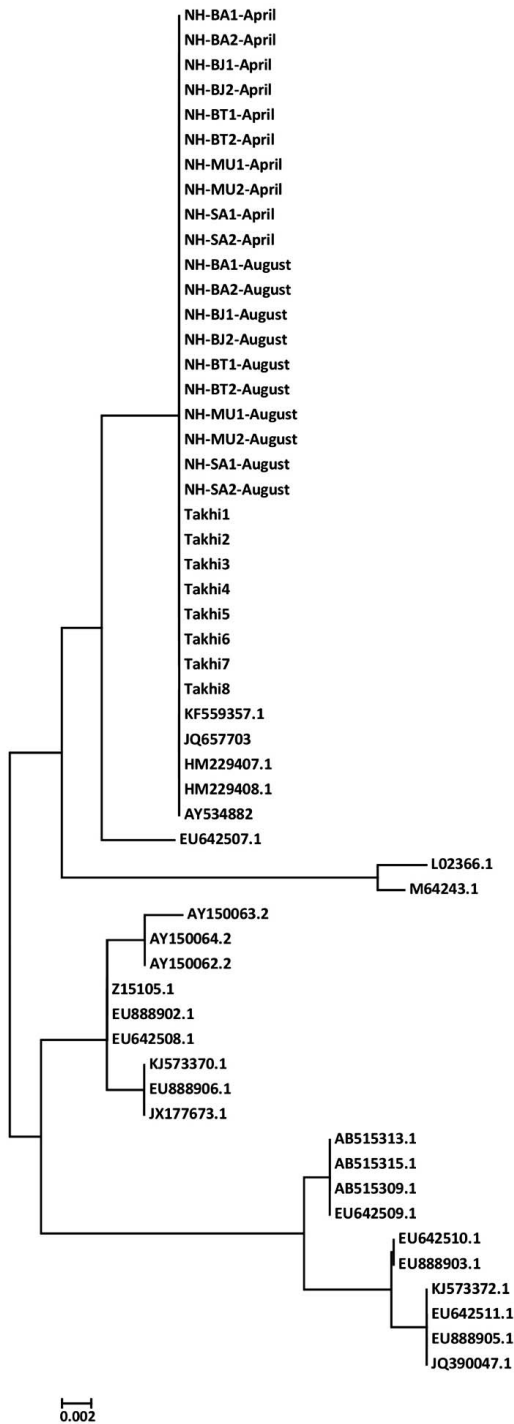 NH-BA1-April
NH-BA2-April
NH-BJ1-April
NH-BJ2-April
NH-BT1-April
NH-BT2-April
NH-MU1-April
NH-MU2-April
NH-SA1-April
NH-SA2-April
NH-BA1-August
NH-BA2-August
NH-BJ1-August
NH-BJ2-August
NH-BT1-August
NH-BT2-August
NH-MU1-August
NH-MU2-August
NH-SA1-August
NH-SA2-August
Takhi1
Takhi2
Takhi3
Takhi4
Takhi5
Takhi6
Takhi7
Takhi8
KF559357.1
JQ657703
HM229407.1
HM229408.1
AY534882
EU642507.1
L02366.1
M64243.1
AY150063.2
AY150064.2
AY150062.2
Z15105.1
EU888902.1
EU642508.1
KJ573370.1
EU888906.1
JX177673.1
AB515313.1
AB515315.1
AB515309.1
EU642509.1
EU642510.1
EU888903.1
KJ573372.1
EU642511.1
EU888905.1
JQ390047.1
0.002